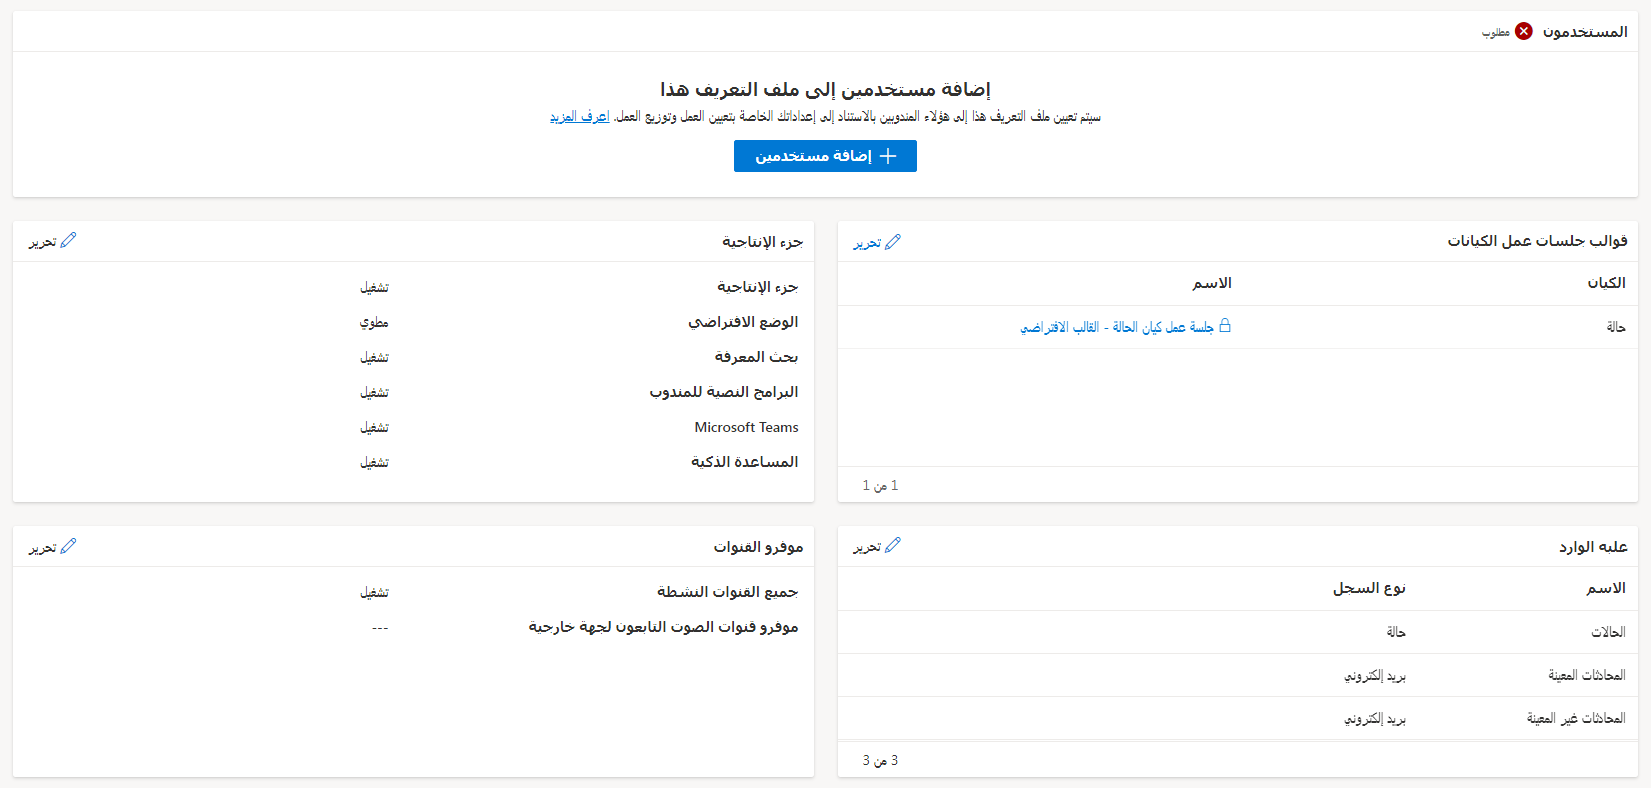 المستخدمون مطلوب
إضافة مستخدمين إلى ملف التعريف هذا
سيتم تعيين ملف التعريف هذا إلى هؤلاء المندوبين بالاستناد إلى إعداداتك الخاصة بتعيين العمل وتوزيع العمل. اعرف المزيد
إضافة مستخدمين
قوالب جلسات عمل الكيانات تحرير
الكيان الاسم
حالة جلسة عمل كيان الحالة - القالب الافتراضي
1 من 1
جزء الإنتاجية تحرير
جزء الإنتاجية تشغيل
الوضع الافتراضي مطوي
بحث المعرفة تشغيل
البرامج النصية للمندوب تشغيل
Microsoft Teams تشغيل
المساعدة الذكية تشغيل
علبه الوارد تحرير
الاسم نوع السجل
الحالات حالة
المحادثات المعينة بريد إلكتروني
المحادثات غير المعينة بريد إلكتروني
3 من 3
موفرو القنوات تحرير
جميع القنوات النشطة تشغيل
موفرو قنوات الصوت التابعون لجهة خارجية ---